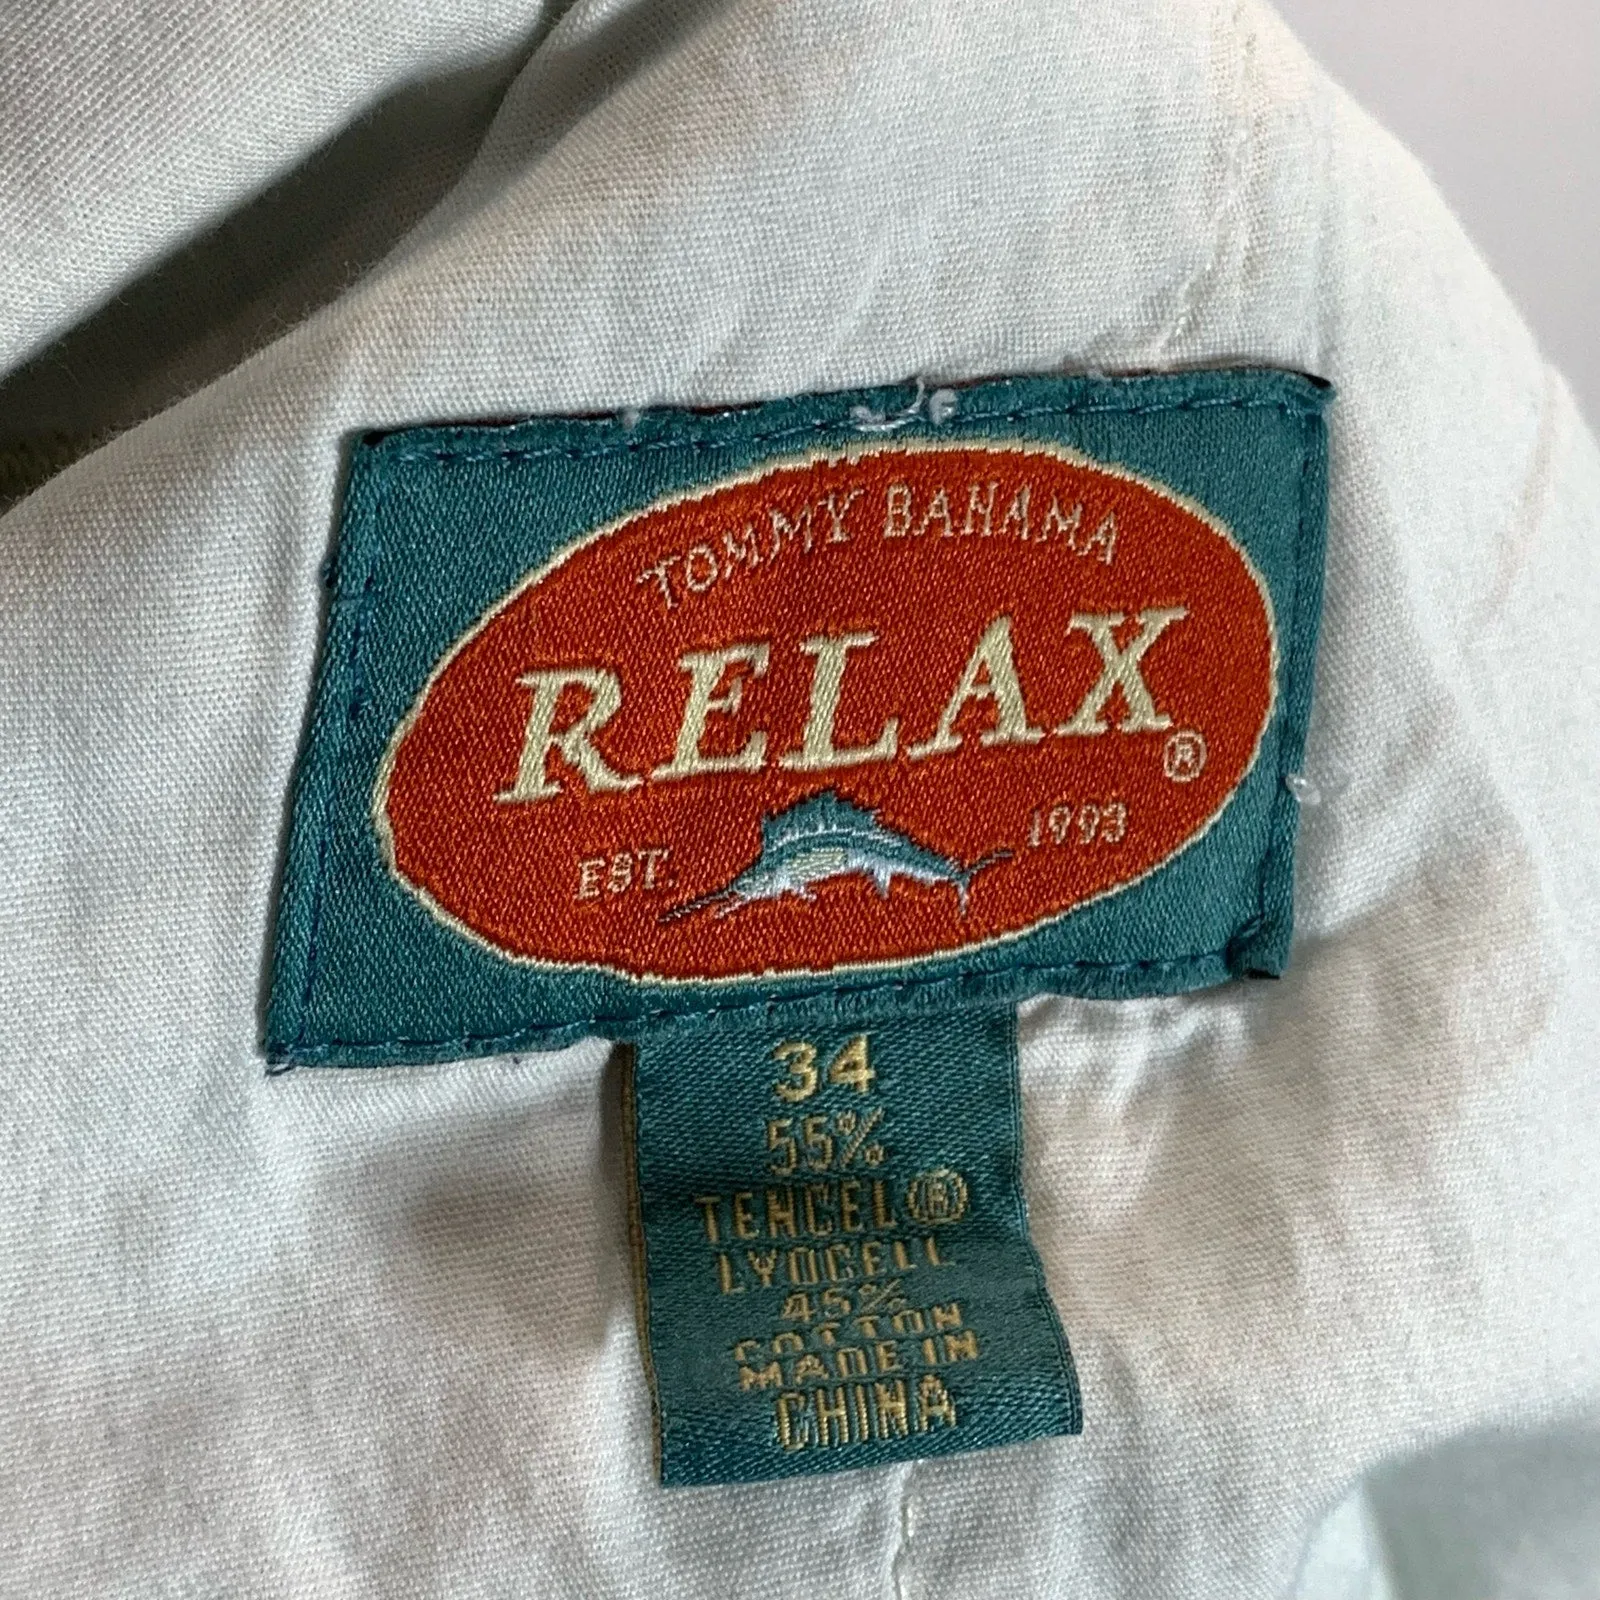 TOMMY BAHAMA
RELAX®
EST. 1993
34
55%
TENCEL®
LYOCELL
45%
COTTON
MADE IN
CHINA